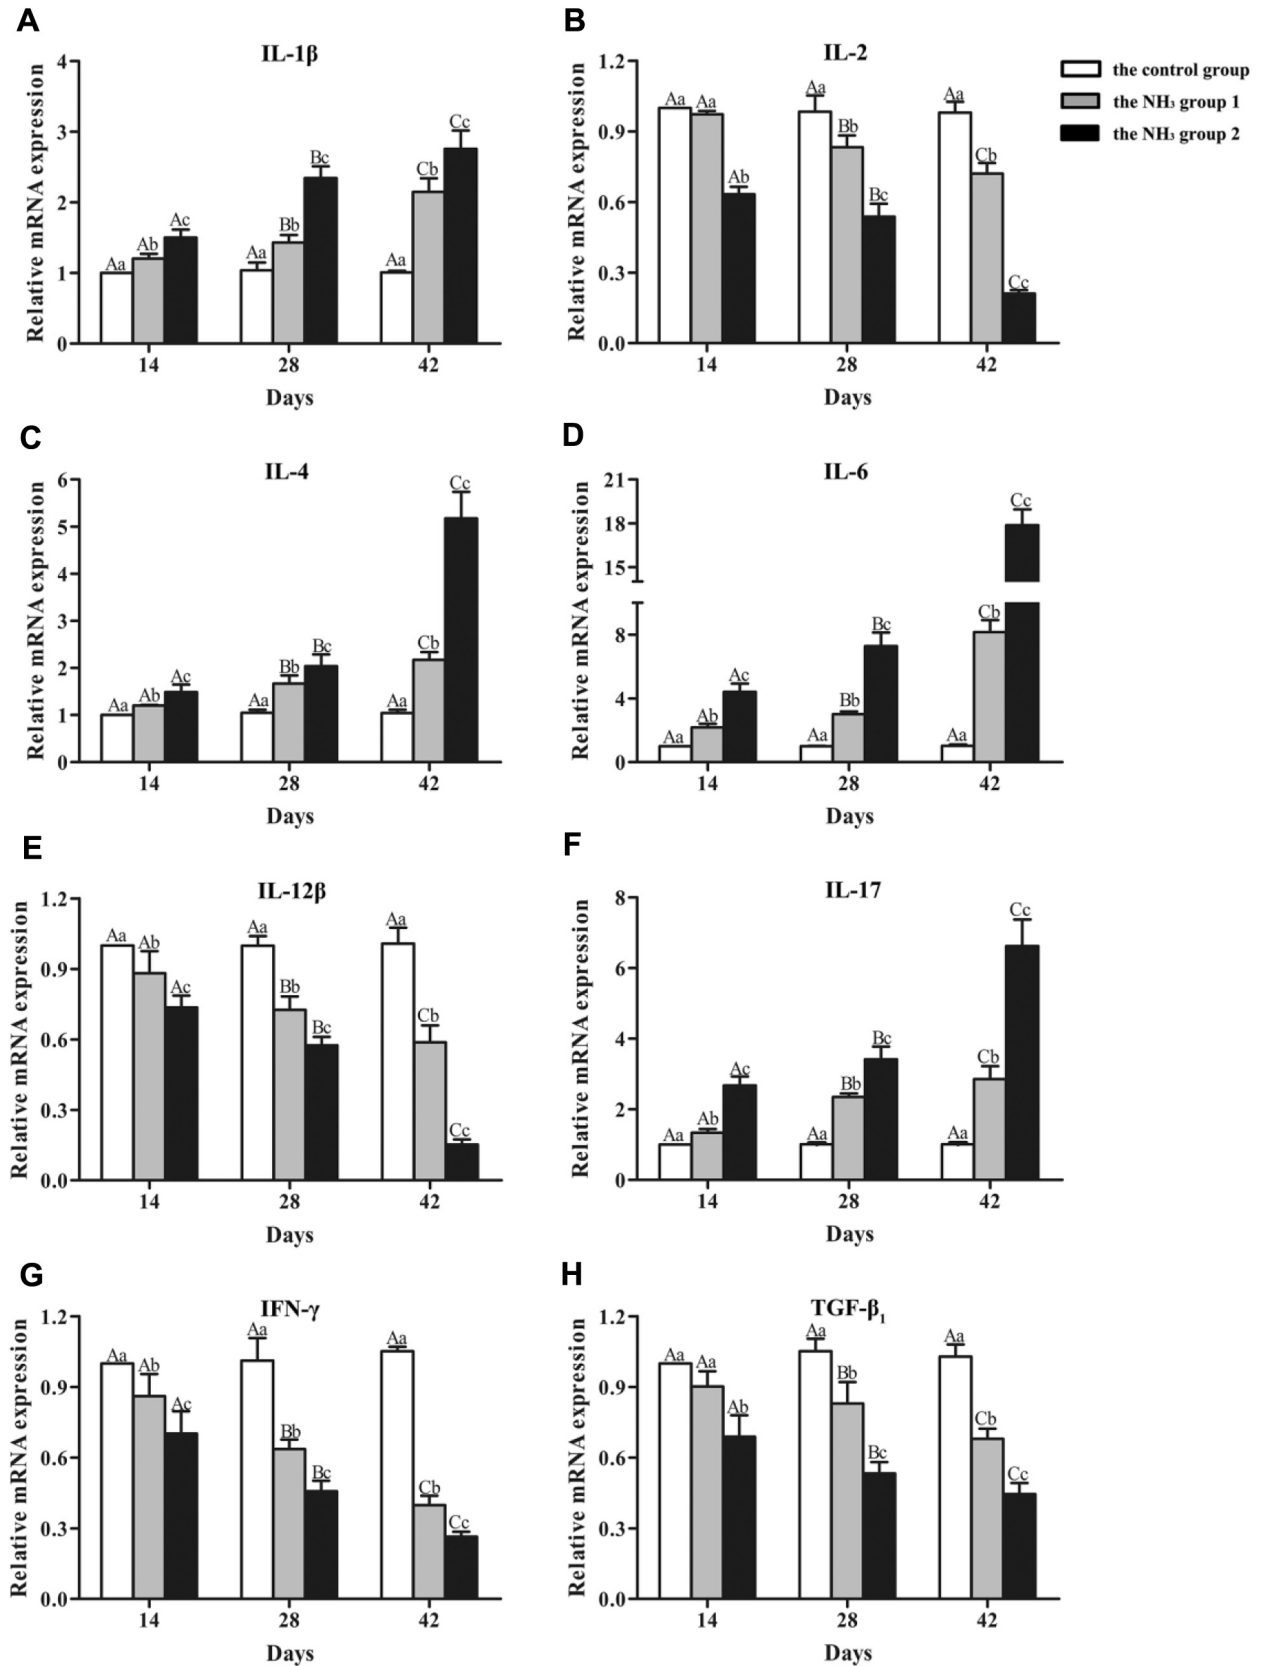 A
IL-1β
Relative mRNA expression
4
3
2
1
0
Aa Ab Ac
Aa Bb Bc
Aa Cb Cc
14 28 42
Days
B
IL-2
Relative mRNA expression
1.2
0.9
0.6
0.3
0.0
Aa Aa Ab
Aa Bb Bc
Aa Cb Cc
14 28 42
Days
the control group
the NH₃ group 1
the NH₃ group 2
C
IL-4
Relative mRNA expression
6
5
4
3
2
1
0
Aa Ab Ac
Aa Bb Bc
Aa Cb Cc
14 28 42
Days
D
IL-6
Relative mRNA expression
21
18
15
8
4
0
Aa Ab Ac
Aa Bb Bc
Aa Cb Cc
14 28 42
Days
E
IL-12β
Relative mRNA expression
1.2
0.9
0.6
0.3
0.0
Aa Ab Ac
Aa Bb Bc
Aa Cb Cc
14 28 42
Days
F
IL-17
Relative mRNA expression
8
6
4
2
0
Aa Ab Ac
Aa Bb Bc
Aa Cb Cc
14 28 42
Days
G
IFN-γ
Relative mRNA expression
1.2
0.9
0.6
0.3
0.0
Aa Ab Ac
Aa Bb Bc
Aa Cb Cc
14 28 42
Days
H
TGF-β₁
Relative mRNA expression
1.2
0.9
0.6
0.3
0.0
Aa Aa Ab
Aa Bb Bc
Aa Cb Cc
14 28 42
Days